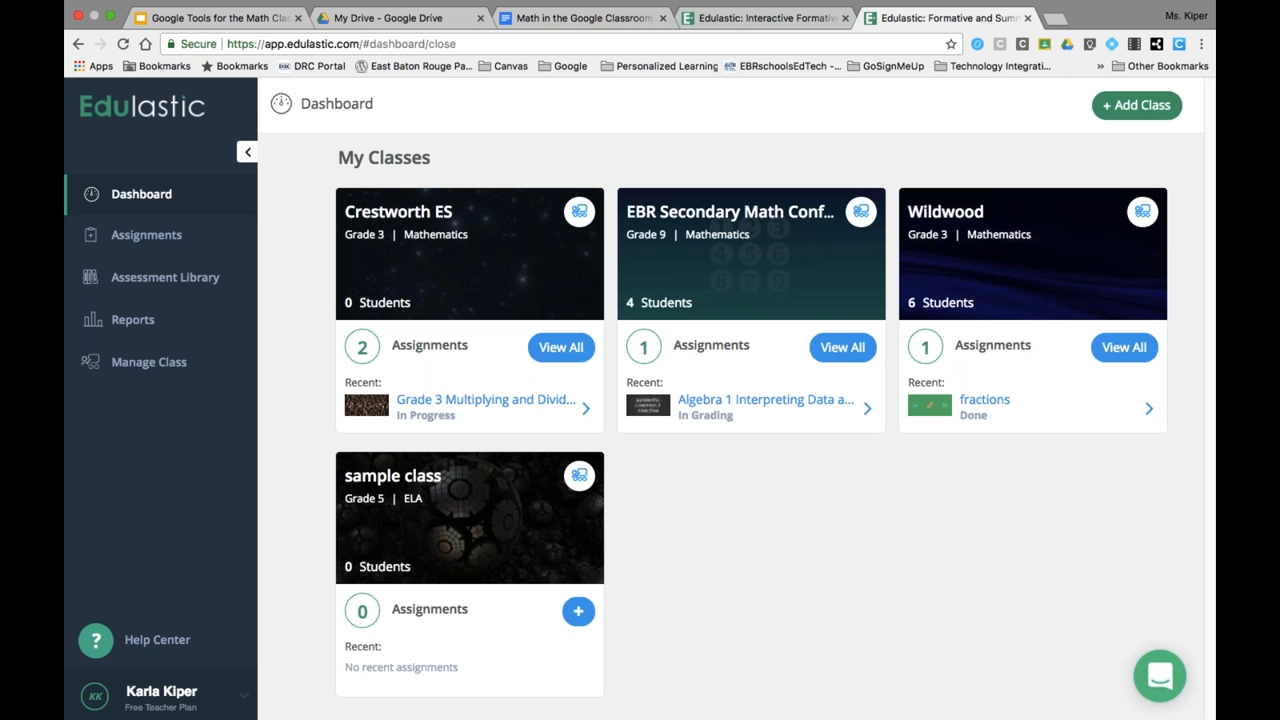 Google Tools for the Math Clas
My Drive - Google Drive
Math in the Google Classroom
Edulastic: Interactive Formativ
Edulastic: Formative and Summ
Ms. Kiper
Secure
https://app.edulastic.com/#dashboard/close
Apps
Bookmarks
Bookmarks
DRC Portal
East Baton Rouge Pa...
Canvas
Google
Personalized Learning
EBRschoolsEdTech -...
GoSignMeUp
Technology Integrati...
»
Other Bookmarks
Edulastic
Dashboard
+ Add Class
Dashboard
Assignments
Assessment Library
Reports
Manage Class
My Classes
Crestworth ES
Grade 3 | Mathematics
0 Students
2 Assignments
View All
Recent:
Grade 3 Multiplying and Divid...
In Progress
EBR Secondary Math Conf...
Grade 9 | Mathematics
4 Students
1 Assignments
View All
Recent:
Algebra 1 Interpreting Data a...
In Grading
Wildwood
Grade 3 | Mathematics
6 Students
1 Assignments
View All
Recent:
fractions
Done
sample class
Grade 5 | ELA
0 Students
0 Assignments
+
Recent:
No recent assignments
? Help Center
KK
Karla Kiper
Free Teacher Plan